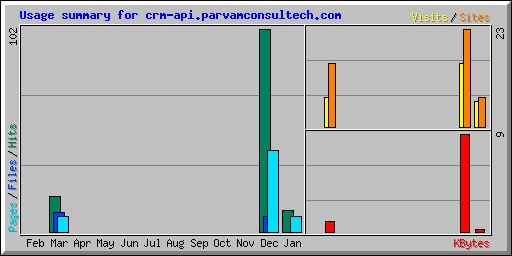 Usage summary for crm-api.parvamconsultech.com
Visits / Sites
102
23
9
Pages / Files / Hits
Feb Mar Apr May Jun Jul Aug Sep Oct Nov Dec Jan
KBytes